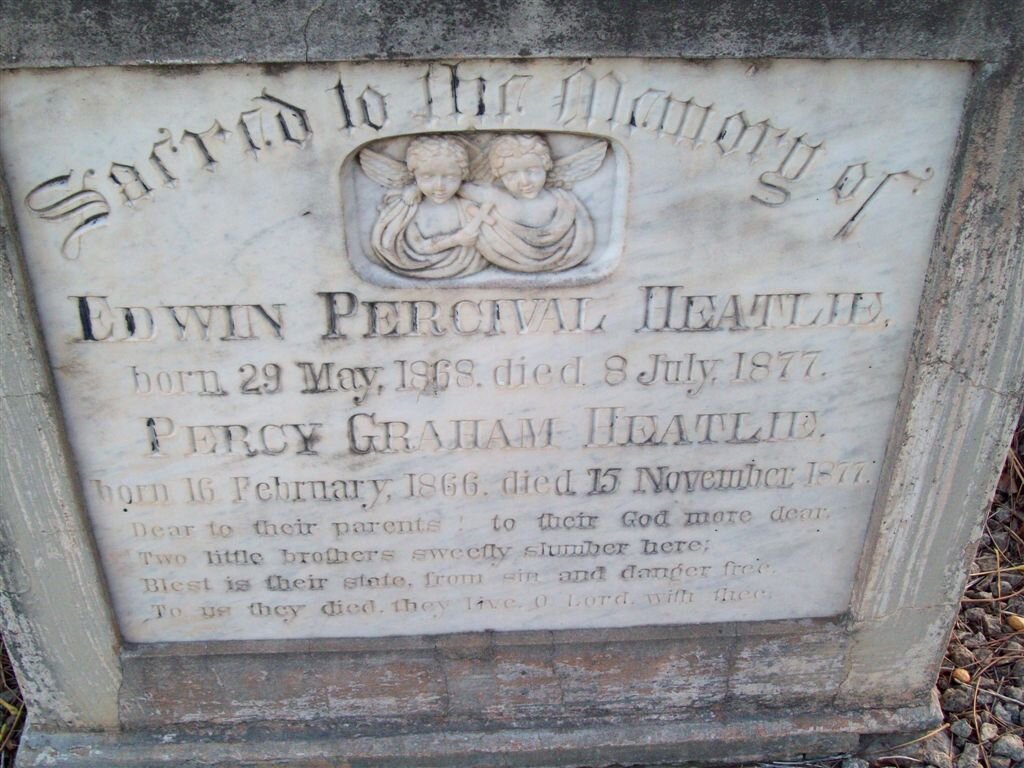 Sacred to the Memory of
EDWIN PERCIVAL HEATLIE.
born 29 May, 1868. died 8 July, 1877.
PERCY GRAHAM HEATLIE.
born 16 February, 1866. died 15 November, 1877.
Dear to their parents! to their God more dear,
Two little brothers sweetly slumber here;
Blest is their state, from sin and danger free,
To us they died, they live, O Lord, with thee.